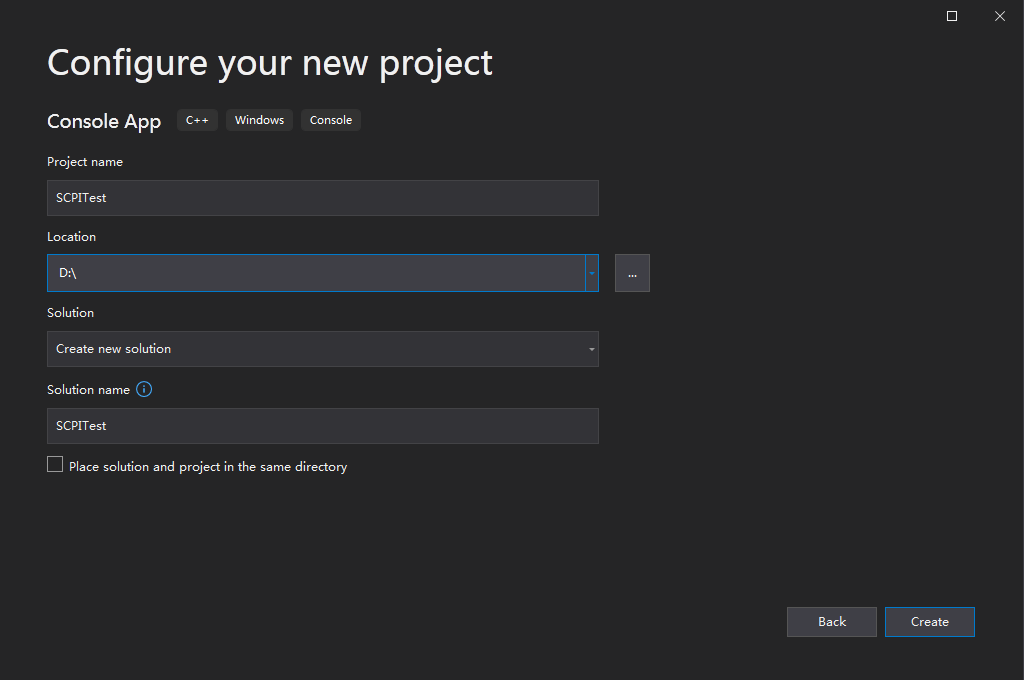 Configure your new project
Console App C++ Windows Console
Project name
SCPITest
Location
D:\
...
Solution
Create new solution
Solution name
SCPITest
Place solution and project in the same directory
Back Create